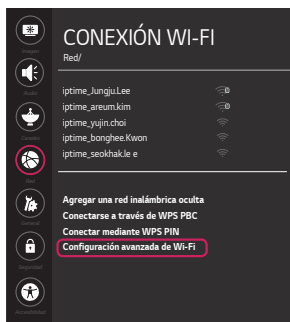 CONEXIÓN WI-FI
Red/
Imagen
Audio
Canales
Red
General
Seguridad
Accesibilidad
iptime_Jungju.Lee
iptime_areum.kim
iptime_yujin.choi
iptime_bonghee.Kwon
iptime_seokhak.le e
Agregar una red inalámbrica oculta
Conectarse a través de WPS PBC
Conectar mediante WPS PIN
Configuración avanzada de Wi-Fi